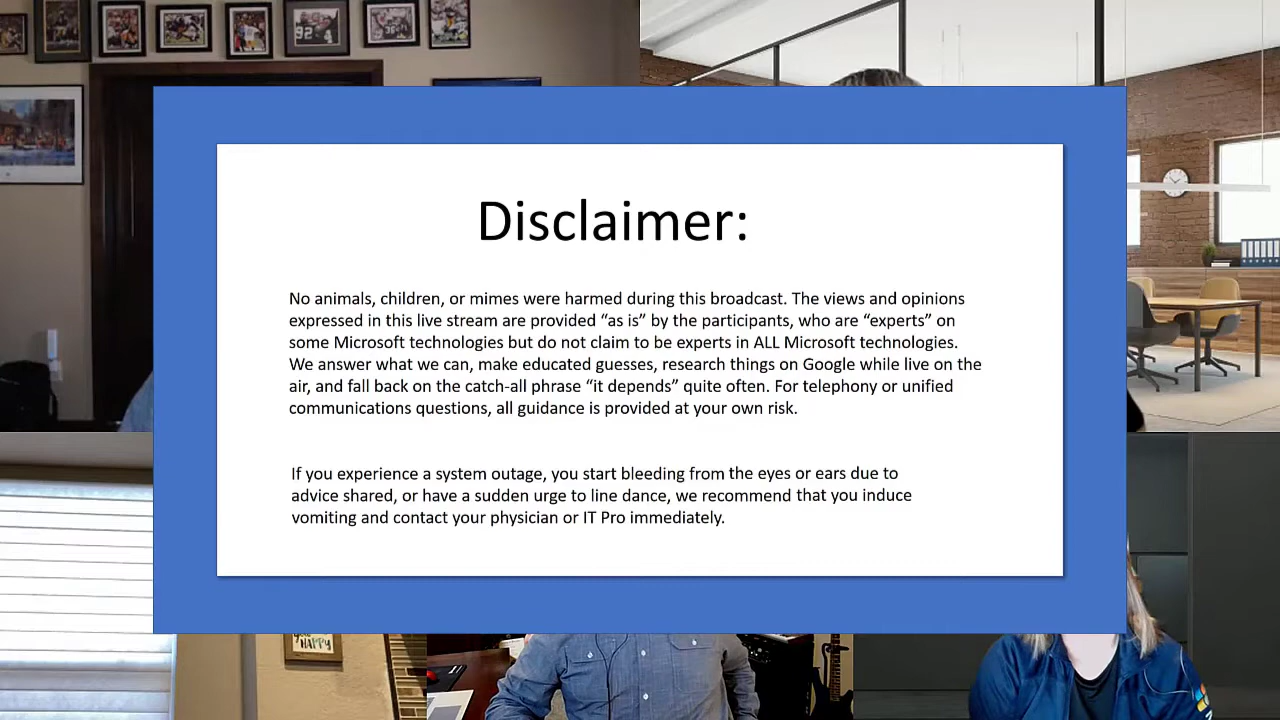 92
Disclaimer:
No animals, children, or mimes were harmed during this broadcast. The views and opinions
expressed in this live stream are provided “as is” by the participants, who are “experts” on
some Microsoft technologies but do not claim to be experts in ALL Microsoft technologies.
We answer what we can, make educated guesses, research things on Google while live on the
air, and fall back on the catch-all phrase “it depends” quite often. For telephony or unified
communications questions, all guidance is provided at your own risk.
If you experience a system outage, you start bleeding from the eyes or ears due to
advice shared, or have a sudden urge to line dance, we recommend that you induce
vomiting and contact your physician or IT Pro immediately.
HAPPY